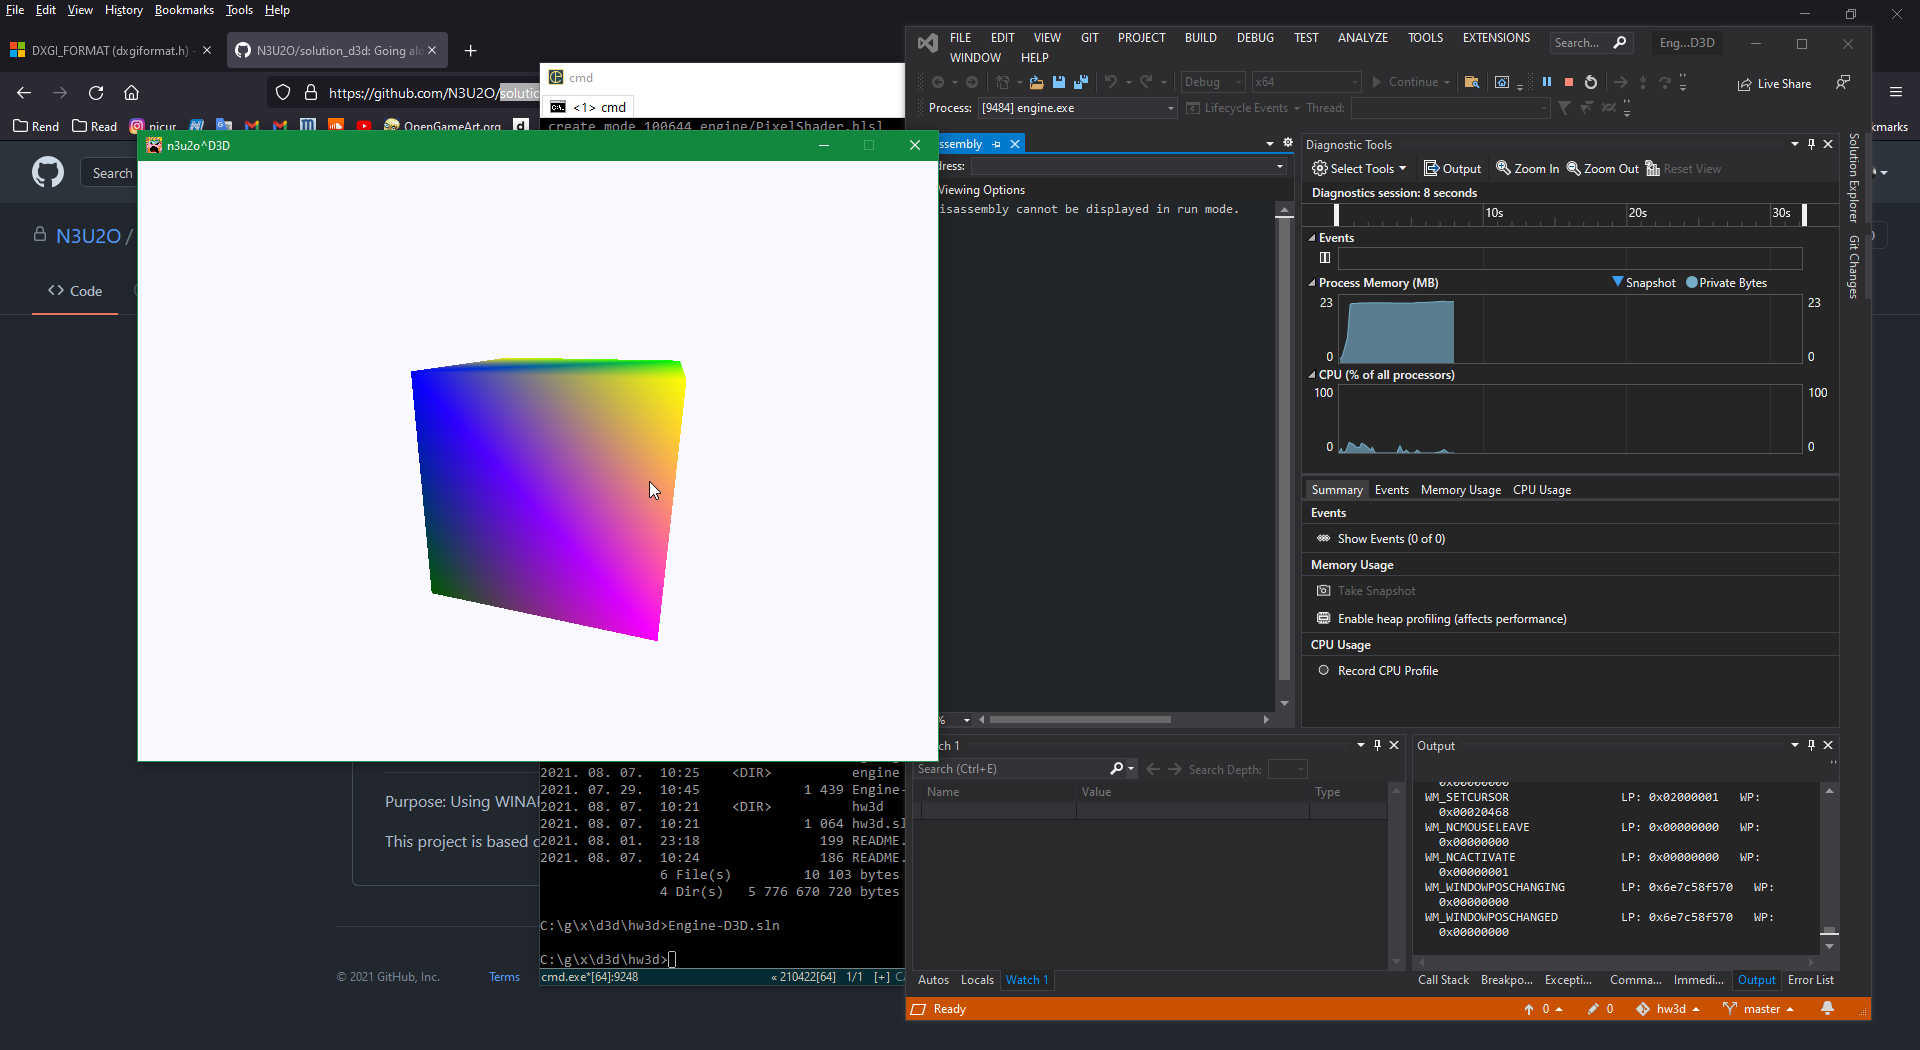 File Edit View History Bookmarks Tools Help
DXGI_FORMAT (dxgiformat.h)
N3U2O/solution_d3d: Going alo
https://github.com/N3U2O/solutic
Rend Read picur OpenGameArt.org
kmarks
Search
N3U2O /
Code
Purpose: Using WINAI
This project is based o
© 2021 GitHub, Inc. Terms
cmd
<1> cmd
create mode 100644 engine/PixelShader.hlsl
n3u2o^D3D
2021. 08. 07. 10:25 <DIR> engine
2021. 07. 29. 10:45 1 439 Engine-
2021. 08. 07. 10:21 <DIR> hw3d
2021. 08. 07. 10:21 1 064 hw3d.sl
2021. 08. 01. 23:18 199 README.
2021. 08. 07. 10:24 186 README.
6 File(s) 10 103 bytes
4 Dir(s) 5 776 670 720 bytes
C:\g\x\d3d\hw3d>Engine-D3D.sln
C:\g\x\d3d\hw3d>
cmd.exe*[64]:9248 « 210422[64] 1/1 [+]
FILE EDIT VIEW GIT PROJECT BUILD DEBUG TEST ANALYZE TOOLS EXTENSIONS
WINDOW HELP
Search... Eng...D3D
Debug x64 Continue
Live Share
Process: [9484] engine.exe Lifecycle Events Thread:
ssembly
dress:
Viewing Options
isassembly cannot be displayed in run mode.
%
Diagnostic Tools
Select Tools Output Zoom In Zoom Out Reset View
Diagnostics session: 8 seconds
10s 20s 30s
Events
Process Memory (MB) Snapshot Private Bytes
23 23
0 0
CPU (% of all processors)
100 100
0 0
Summary Events Memory Usage CPU Usage
Events
Show Events (0 of 0)
Memory Usage
Take Snapshot
Enable heap profiling (affects performance)
CPU Usage
Record CPU Profile
Solution Explorer
Git Changes
ch 1
Search (Ctrl+E) Search Depth:
Name Value Type
Autos Locals Watch 1
Output
0x00000000
WM_SETCURSOR LP: 0x02000001 WP:
0x00020468
WM_NCMOUSELEAVE LP: 0x00000000 WP:
0x00000000
WM_NCACTIVATE LP: 0x00000000 WP:
0x00000001
WM_WINDOWPOSCHANGING LP: 0x6e7c58f570 WP:
0x00000000
WM_WINDOWPOSCHANGED LP: 0x6e7c58f570 WP:
0x00000000
Call Stack Breakpo... Excepti... Comma... Immedi... Output Error List
Ready 0 0 hw3d master